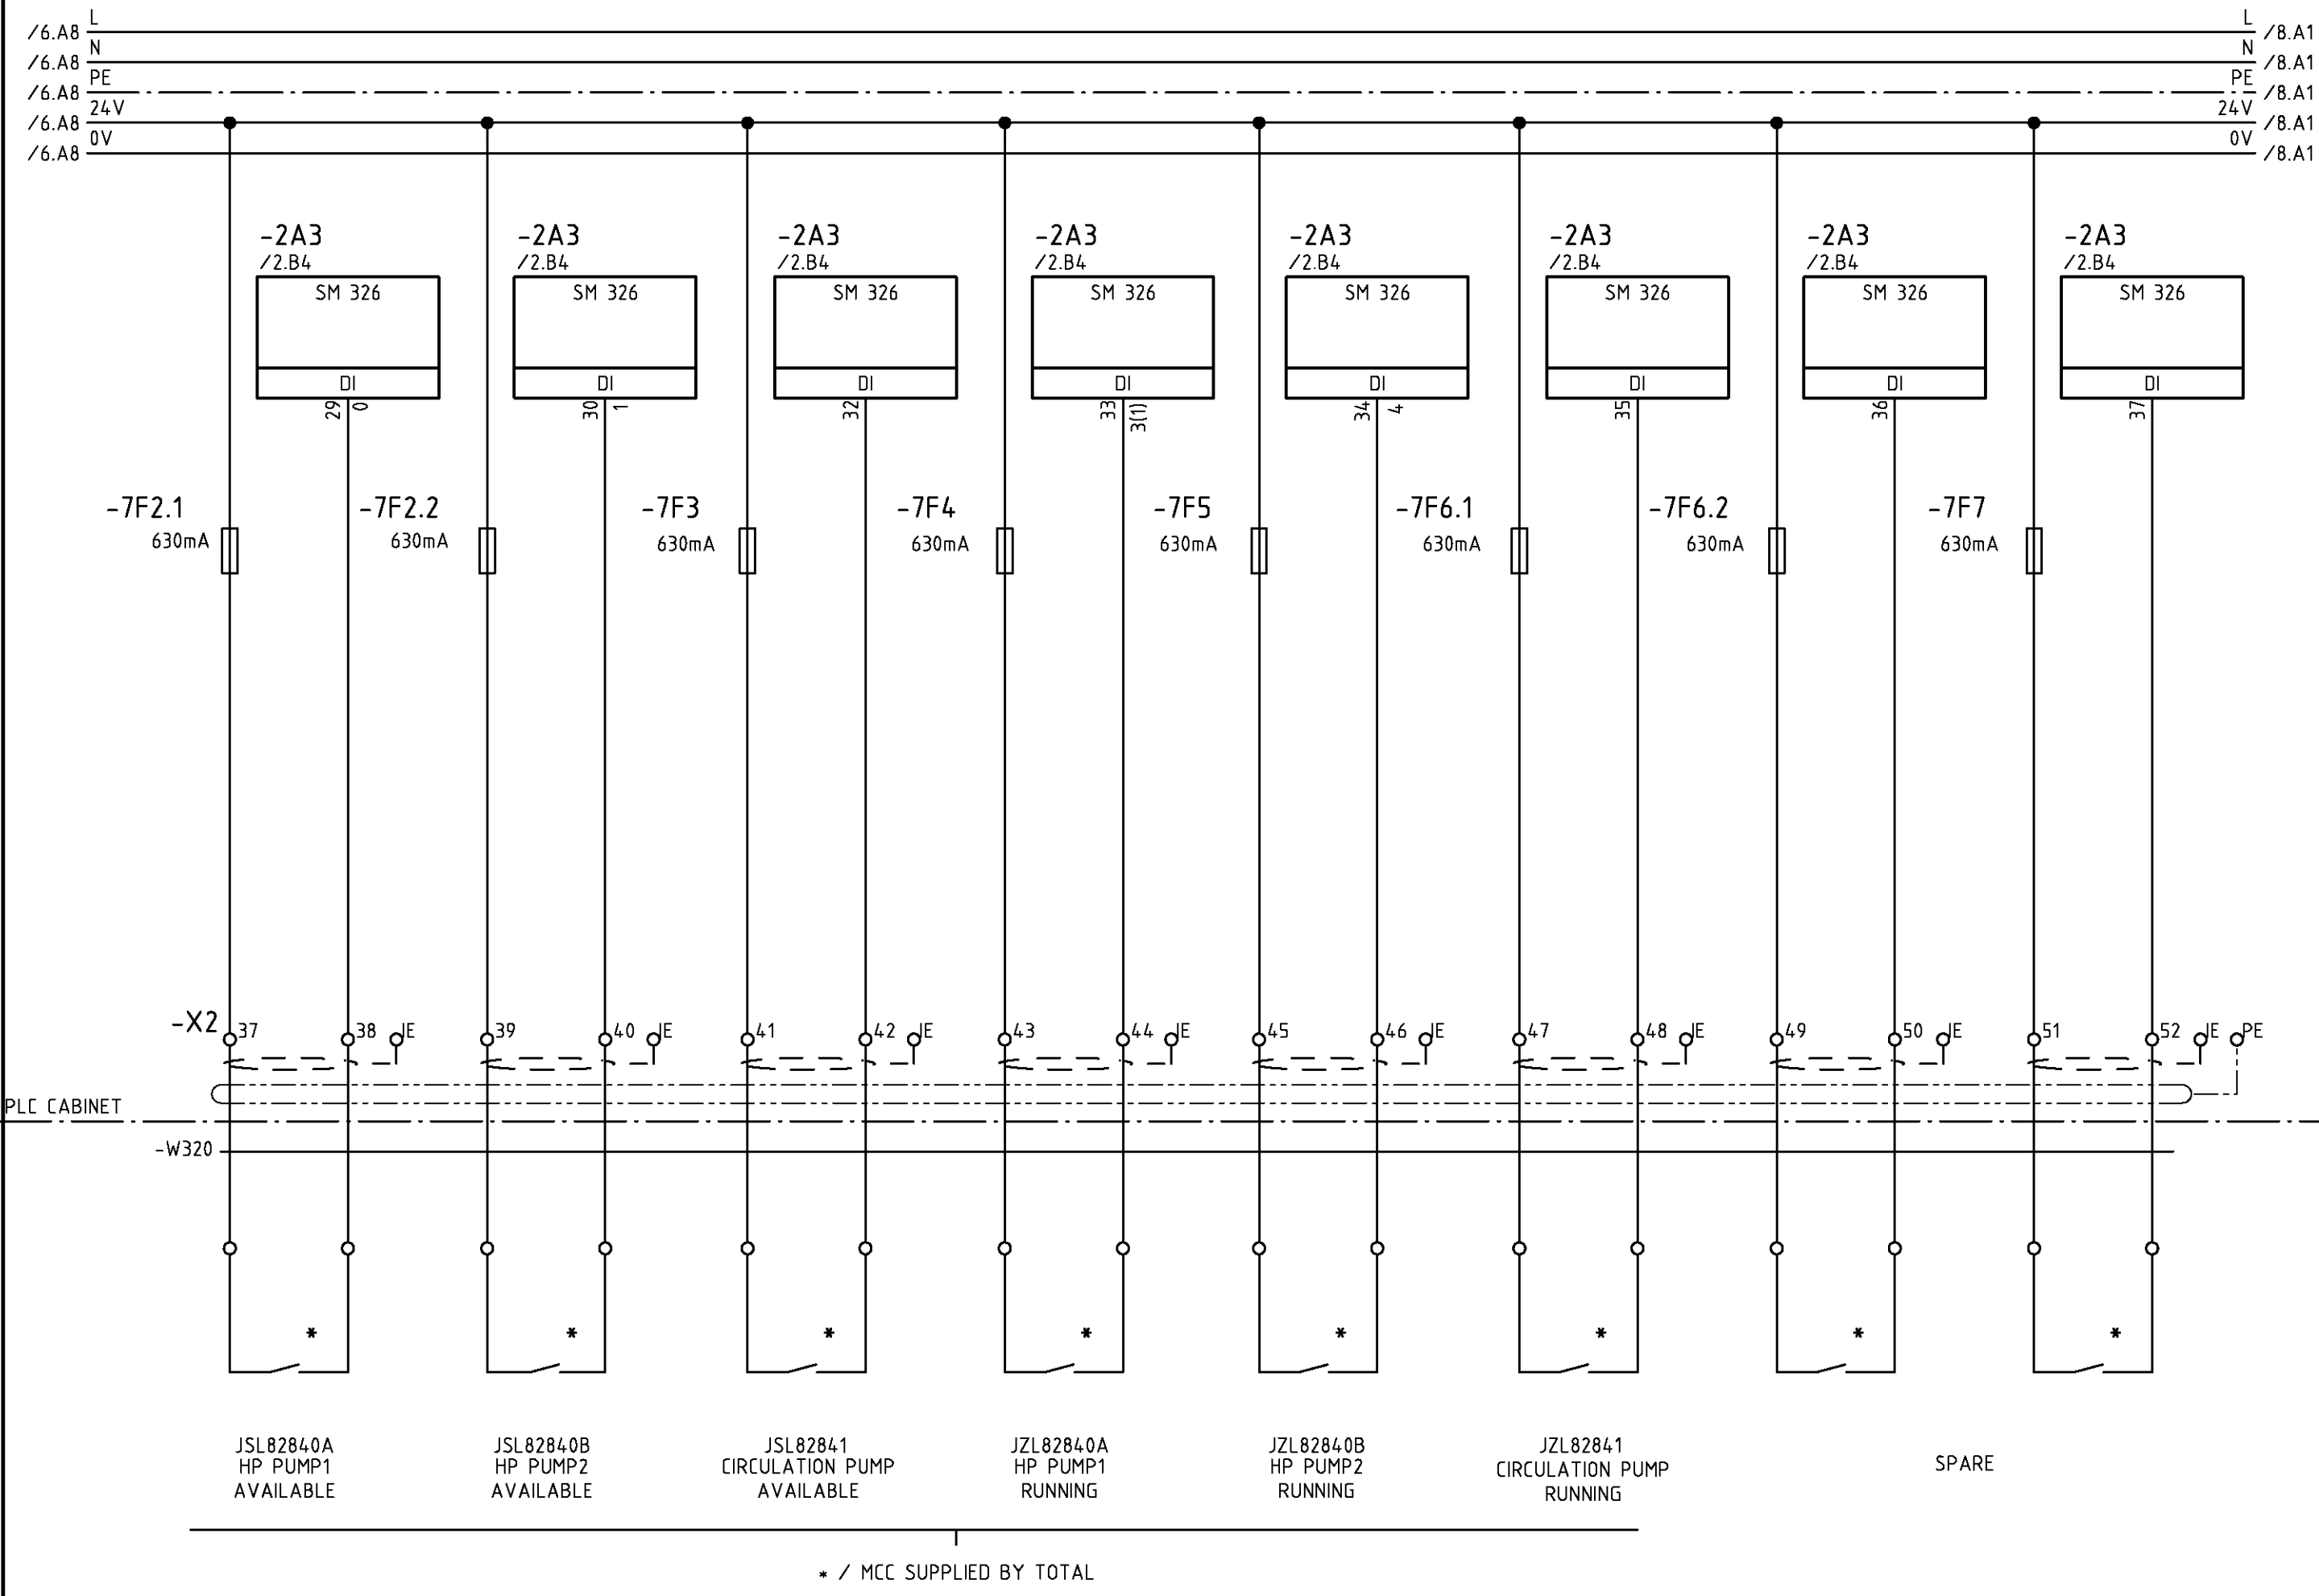 L L
/6.A8 /8.A1
N N
/6.A8 /8.A1
PE PE
/6.A8 /8.A1
24V 24V
/6.A8 /8.A1
0V 0V
/6.A8 /8.A1
-2A3 -2A3 -2A3 -2A3 -2A3 -2A3 -2A3 -2A3
/2.B4 /2.B4 /2.B4 /2.B4 /2.B4 /2.B4 /2.B4 /2.B4
SM 326 SM 326 SM 326 SM 326 SM 326 SM 326 SM 326 SM 326
DI DI DI DI DI DI DI DI
29 0 30 1 32 33 3(1) 34 4 35 36 37
-7F2.1 -7F2.2 -7F3 -7F4 -7F5 -7F6.1 -7F6.2 -7F7
630mA 630mA 630mA 630mA 630mA 630mA 630mA 630mA
-X2 37 38 JE 39 40 JE 41 42 JE 43 44 JE 45 46 JE 47 48 JE 49 50 JE 51 52 JE PE
PLC CABINET
-W320
* * * * * * * *
JSL82840A
HP PUMP1
AVAILABLE
JSL82840B
HP PUMP2
AVAILABLE
JSL82841
CIRCULATION PUMP
AVAILABLE
JZL82840A
HP PUMP1
RUNNING
JZL82840B
HP PUMP2
RUNNING
JZL82841
CIRCULATION PUMP
RUNNING
SPARE
* / MCC SUPPLIED BY TOTAL